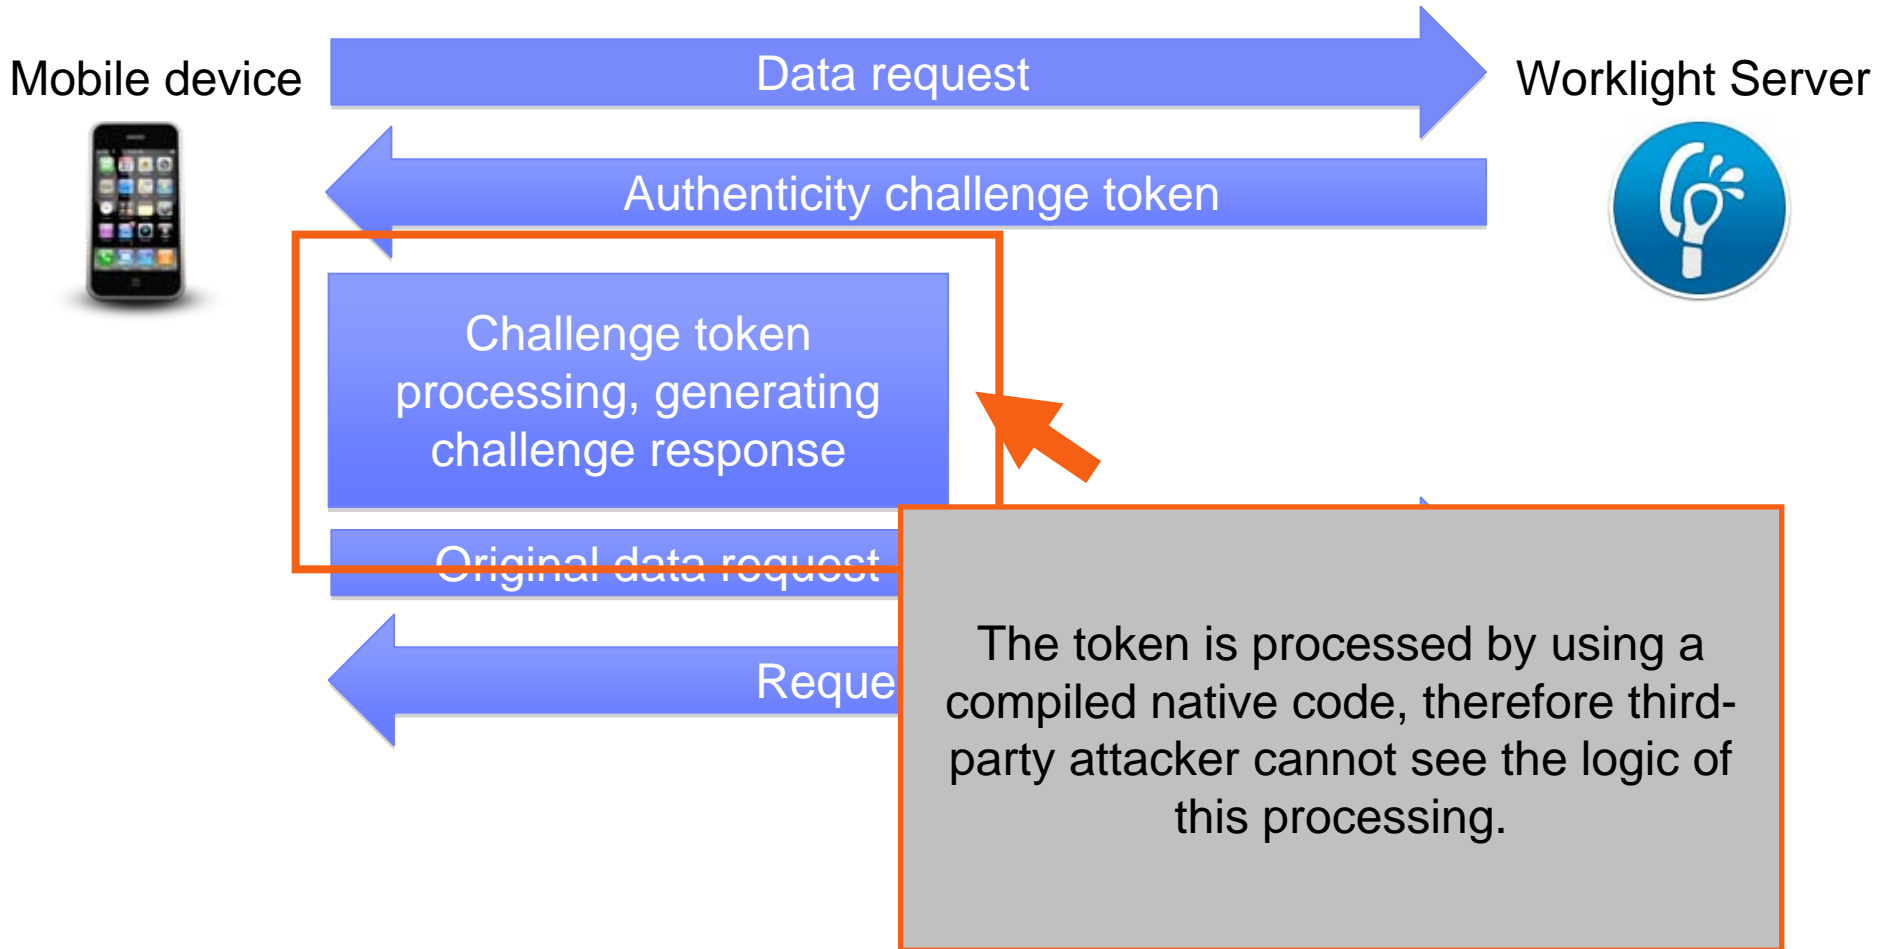 Data request
Mobile device
Worklight Server
Authenticity challenge token
Challenge token
processing, generating
challenge response
Original data request
The token is processed by using a
compiled native code, therefore third-
party attacker cannot see the logic of
this processing.